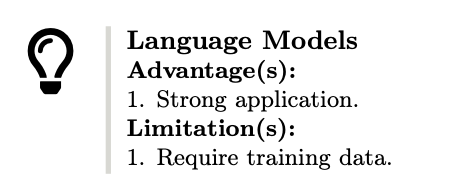 Language Models
Advantage(s):
1. Strong application.
Limitation(s):
1. Require training data.